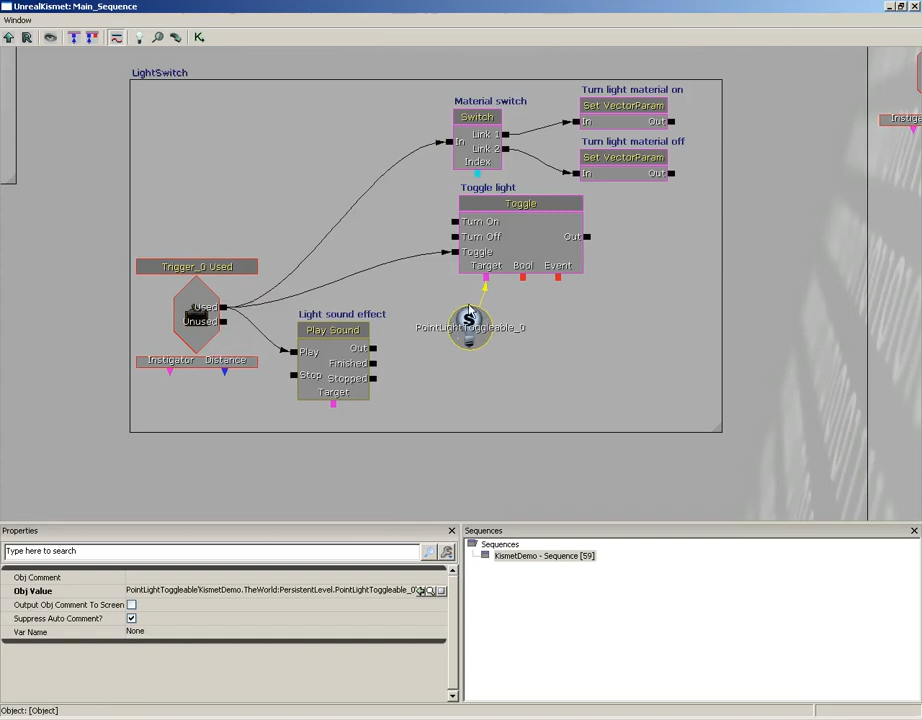 UnrealKismet: Main_Sequence
Window
LightSwitch
Turn light material on
Material switch
Set VectorParam
Switch
In Out
Link 1
In
Link 2
Index
Turn light material off
Set VectorParam
In Out
Toggle light
Toggle
Turn On
Turn Off Out
Toggle
Target Bool Event
Trigger_0 Used
Used
Unused
Instigator Distance
Light sound effect
Play Sound
Play Out
Finished
Stop Stopped
Target
S
PointLightToggleable_0
Properties
Type here to search
Obj Comment
Obj Value PointLightToggleable'KismetDemo.TheWorld:PersistentLevel.PointLightToggleable_0'
Output Obj Comment To Screen
Suppress Auto Comment?
Var Name None
Sequences
Sequences
KismetDemo - Sequence [59]
Object: [Object]